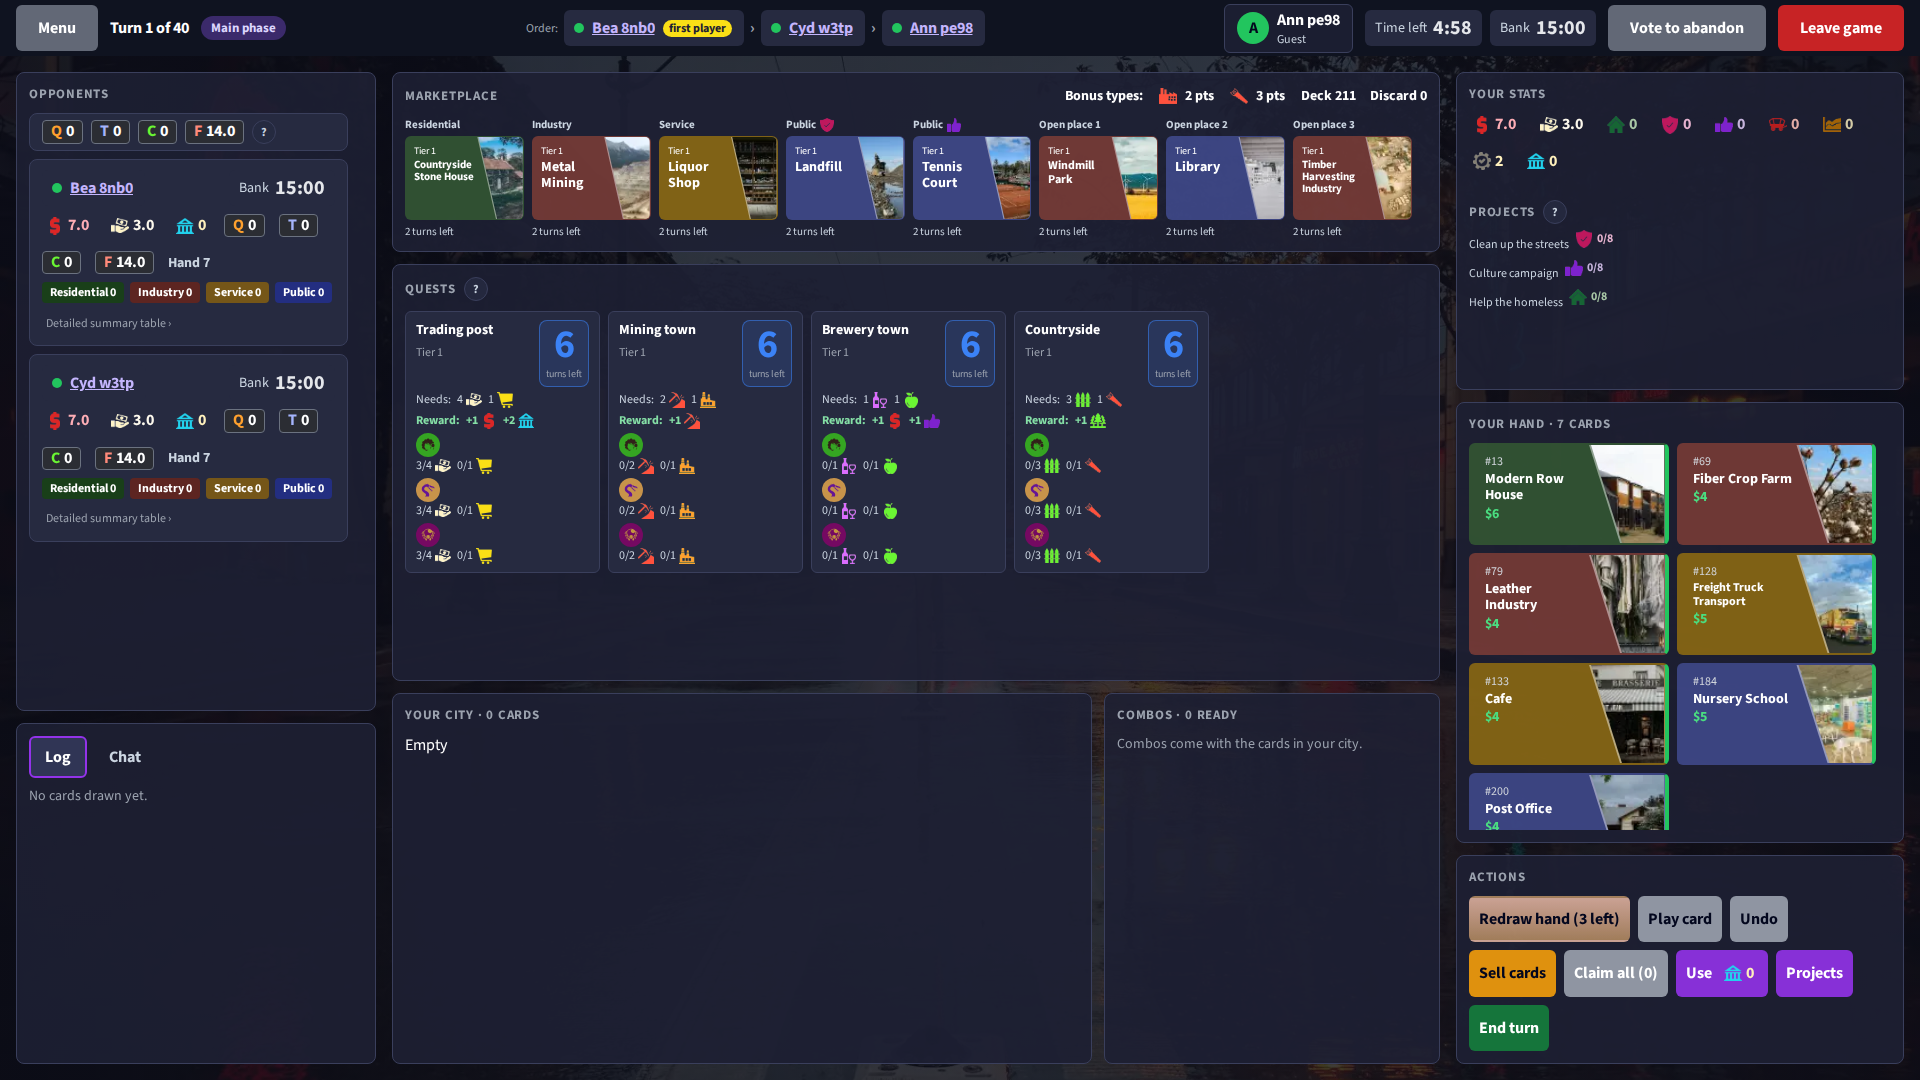 Menu
Turn 1 of 40
Main phase
Order:
Bea 8nb0 first player › Cyd w3tp › Ann pe98
A
Ann pe98
Guest
Time left 4:58
Bank 15:00
Vote to abandon
Leave game
OPPONENTS
Q 0 T 0 C 0 F 14.0 ?
Bea 8nb0 Bank 15:00
7.0 3.0 0 Q 0 T 0
C 0 F 14.0 Hand 7
Residential 0 Industry 0 Service 0 Public 0
Detailed summary table ›
Cyd w3tp Bank 15:00
7.0 3.0 0 Q 0 T 0
C 0 F 14.0 Hand 7
Residential 0 Industry 0 Service 0 Public 0
Detailed summary table ›
Log Chat
No cards drawn yet.
MARKETPLACE
Bonus types: 2 pts 3 pts Deck 211 Discard 0
Residential
Tier 1
Countryside
Stone House
2 turns left
Industry
Tier 1
Metal
Mining
2 turns left
Service
Tier 1
Liquor
Shop
2 turns left
Public
Tier 1
Landfill
2 turns left
Public
Tier 1
Tennis
Court
2 turns left
Open place 1
Tier 1
Windmill
Park
2 turns left
Open place 2
Tier 1
Library
2 turns left
Open place 3
Tier 1
Timber
Harvesting
Industry
2 turns left
QUESTS ?
Trading post
Tier 1
6
turns left
Needs: 4 1
Reward: +1 +2
3/4 0/1
3/4 0/1
3/4 0/1
Mining town
Tier 1
6
turns left
Needs: 2 1
Reward: +1
0/2 0/1
0/2 0/1
0/2 0/1
Brewery town
Tier 1
6
turns left
Needs: 1 1
Reward: +1 +1
0/1 0/1
0/1 0/1
0/1 0/1
Countryside
Tier 1
6
turns left
Needs: 3 1
Reward: +1
0/3 0/1
0/3 0/1
0/3 0/1
YOUR CITY · 0 CARDS
Empty
COMBOS · 0 READY
Combos come with the cards in your city.
YOUR STATS
7.0 3.0 0 0 0 0 0
2 0
PROJECTS ?
Clean up the streets 0/8
Culture campaign 0/8
Help the homeless 0/8
YOUR HAND · 7 CARDS
#13
Modern Row
House
$6
#69
Fiber Crop Farm
$4
#79
Leather
Industry
$4
#128
Freight Truck
Transport
$5
#133
Cafe
$4
BRASSERIE
#184
Nursery School
$5
#200
Post Office
$4
ACTIONS
Redraw hand (3 left) Play card Undo
Sell cards Claim all (0) Use 0 Projects
End turn